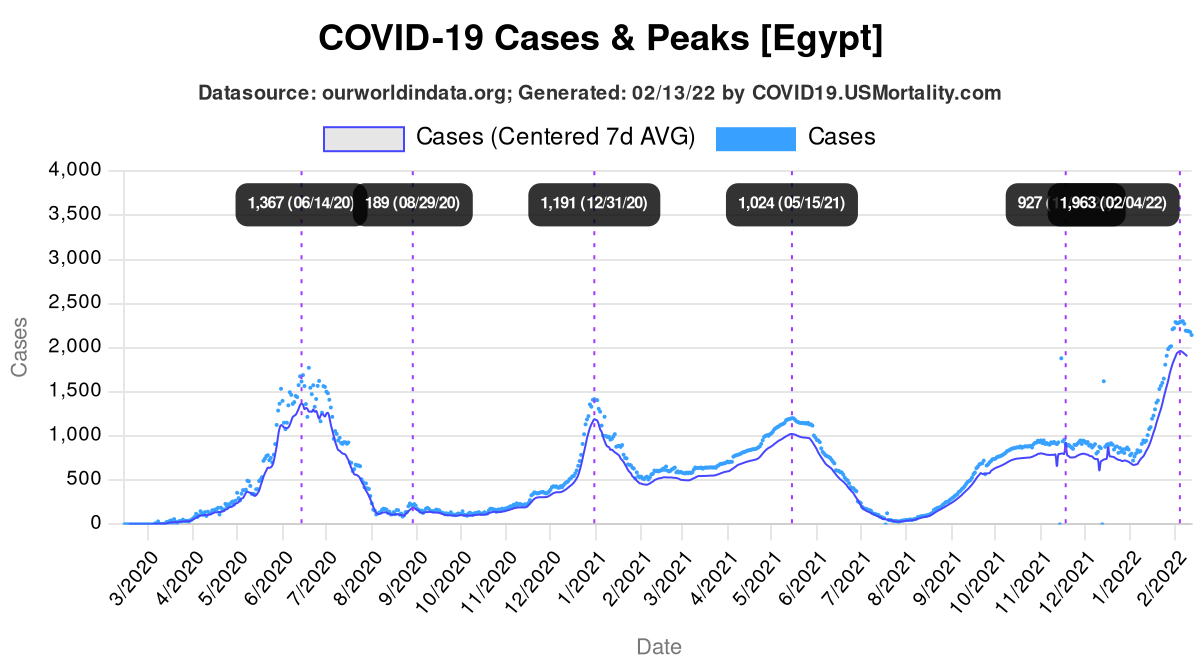 COVID-19 Cases & Peaks [Egypt]
Datasource: ourworldindata.org; Generated: 02/13/22 by COVID19.USMortality.com
Cases (Centered 7d AVG) Cases
4,000
1,367 (06/14/20) 189 (08/29/20) 1,191 (12/31/20) 1,024 (05/15/21) 927 1,963 (02/04/22)
3,500
3,000
2,500
2,000
1,500
1,000
500
0
Cases
3/2020 4/2020 5/2020 6/2020 7/2020 8/2020 9/2020 10/2020 11/2020 12/2020 1/2021 2/2021 3/2021 4/2021 5/2021 6/2021 7/2021 8/2021 9/2021 10/2021 11/2021 12/2021 1/2022 2/2022
Date